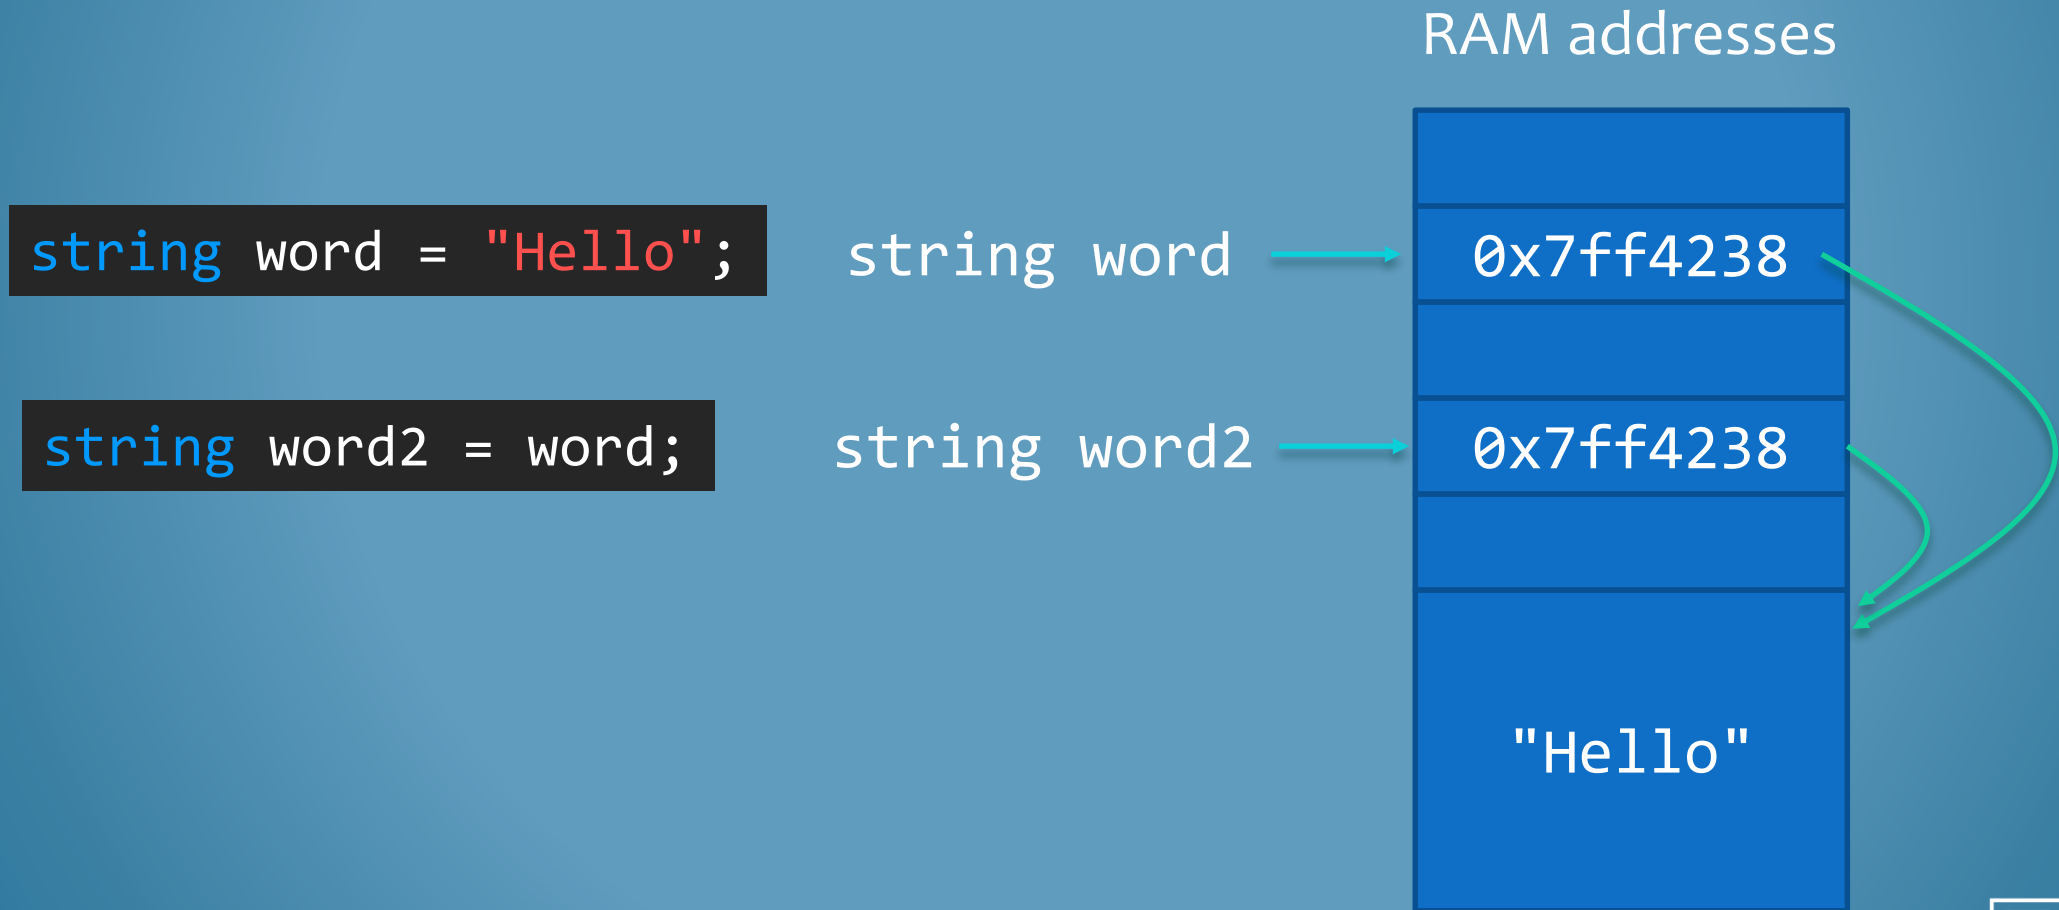 RAM addresses
string word = "Hello";
string word
0x7ff4238
string word2 = word;
string word2
0x7ff4238
"Hello"